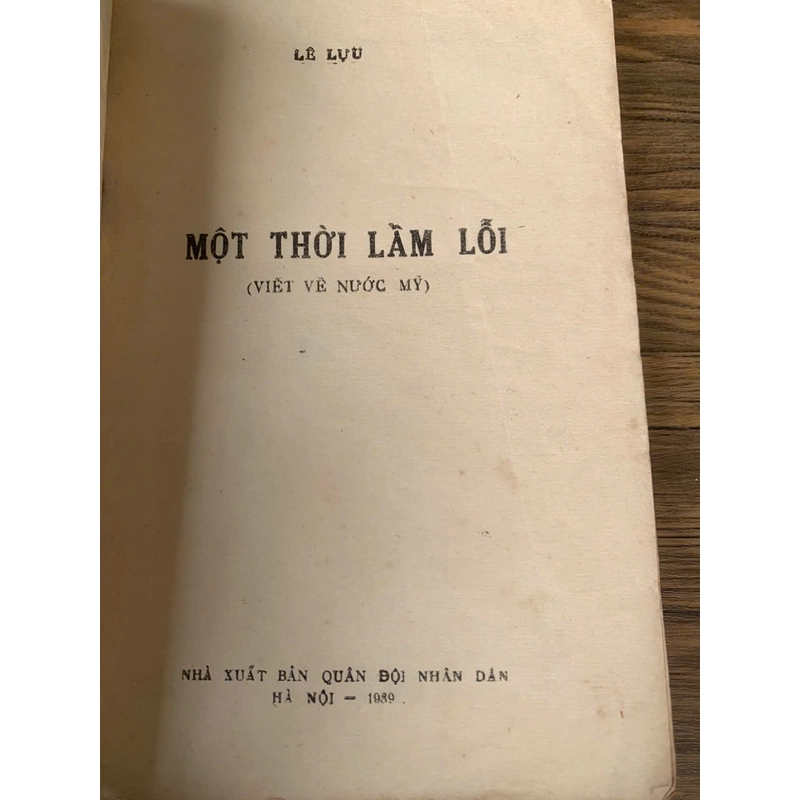 LÊ LỰU
MỘT THỜI LẦM LỖI
(VIẾT VỀ NƯỚC MỸ)
NHÀ XUẤT BẢN QUÂN ĐỘI NHÂN DÂN
HÀ NỘI — 1989